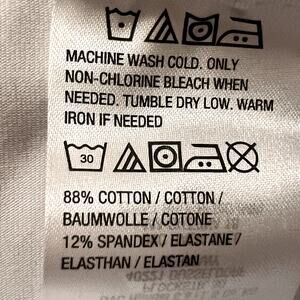 MACHINE WASH COLD. ONLY
NON-CHLORINE BLEACH WHEN
NEEDED. TUMBLE DRY LOW. WARM
IRON IF NEEDED
30
88% COTTON / COTTON /
BAUMWOLLE / COTONE
12% SPANDEX / ELASTANE /
ELASTHAN / ELASTAN